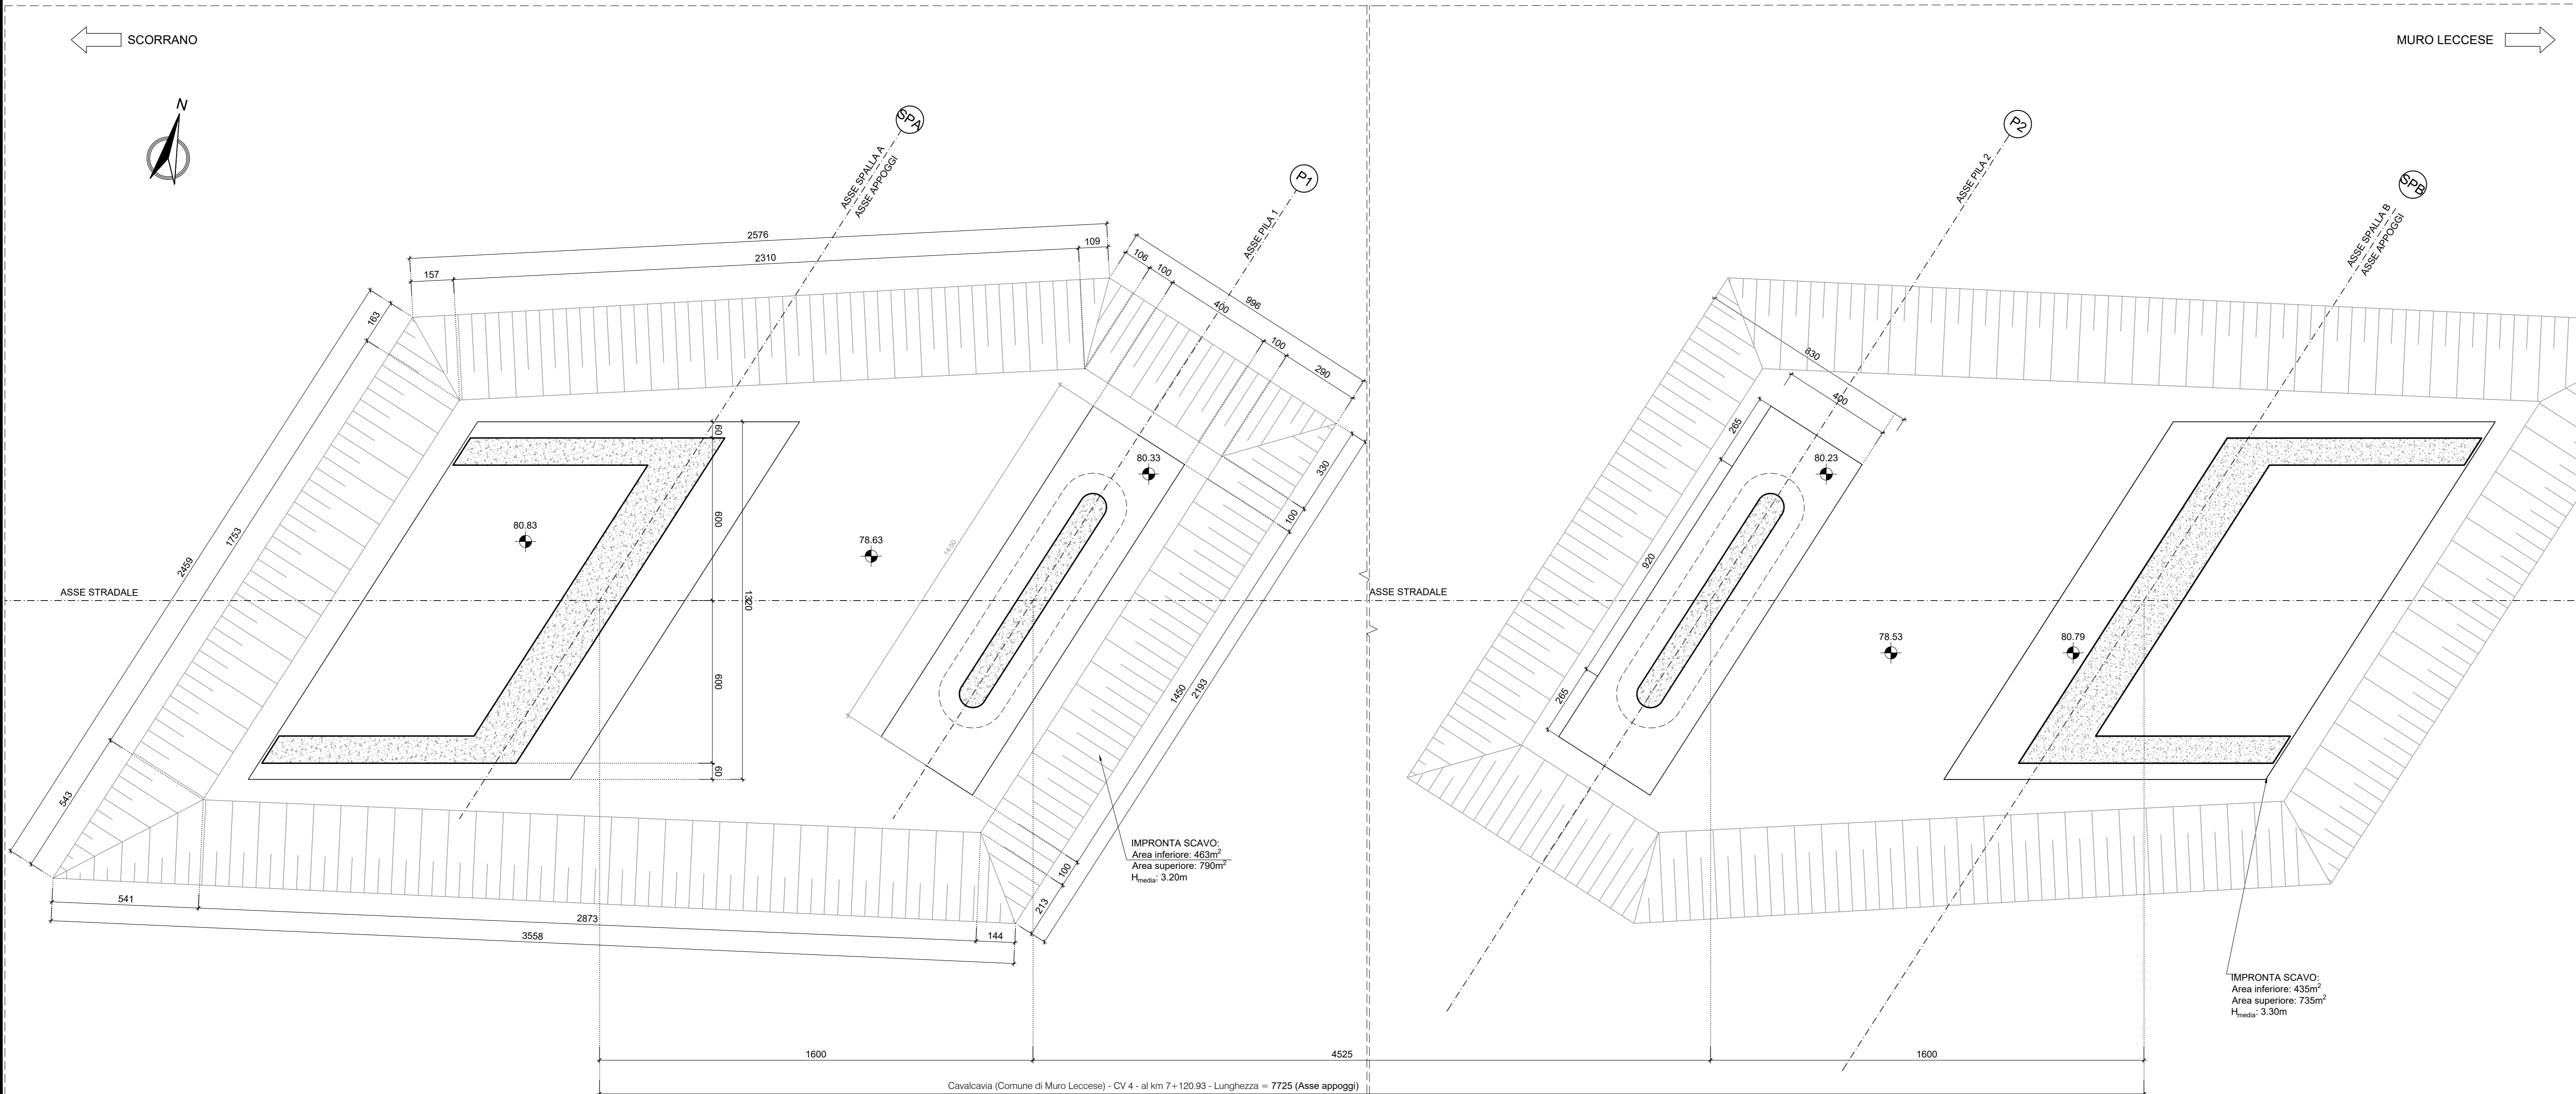 SCORRANO
MURO LECCESE
N
SPA
ASSE SPALLA A
ASSE APPOGGI
P1
ASSE PILA 1
P2
ASSE PILA 2
SPB
ASSE SPALLA B
ASSE APPOGGI
2576
2310
109
157
106
100
400
996
100
290
163
1753
2459
543
60
600
1320
600
60
80.83
78.63
80.33
14.50
330
100
1450
2193
100
213
ASSE STRADALE
ASSE STRADALE
541
2873
144
3558
IMPRONTA SCAVO:
Area inferiore: 463m²
Area superiore: 790m²
Hmedia: 3.20m
830
400
265
920
265
80.23
78.53
80.79
IMPRONTA SCAVO:
Area inferiore: 435m²
Area superiore: 735m²
Hmedia: 3.30m
1600
4525
1600
Cavalcavia (Comune di Muro Leccese) - CV 4 - al km 7+120.93 - Lunghezza = 7725 (Asse appoggi)